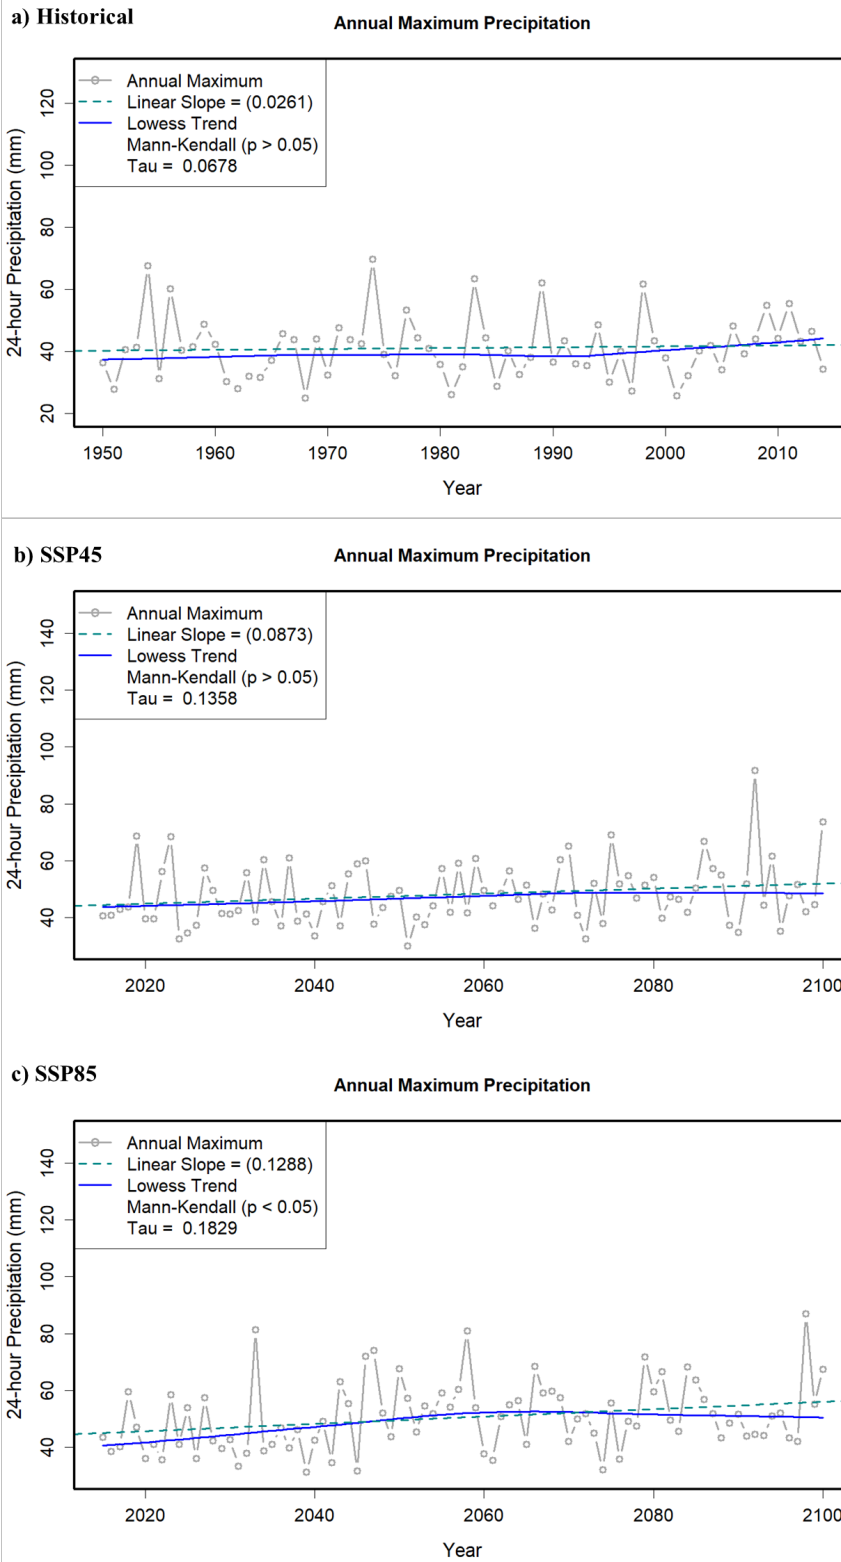 a) Historical
Annual Maximum Precipitation
24-hour Precipitation (mm)
120
100
80
60
40
20
Annual Maximum
Linear Slope = (0.0261)
Lowess Trend
Mann-Kendall (p > 0.05)
Tau = 0.0678
1950 1960 1970 1980 1990 2000 2010
Year
b) SSP45
Annual Maximum Precipitation
24-hour Precipitation (mm)
140
120
100
80
60
40
Annual Maximum
Linear Slope = (0.0873)
Lowess Trend
Mann-Kendall (p > 0.05)
Tau = 0.1358
2020 2040 2060 2080 2100
Year
c) SSP85
Annual Maximum Precipitation
24-hour Precipitation (mm)
140
120
100
80
60
40
Annual Maximum
Linear Slope = (0.1288)
Lowess Trend
Mann-Kendall (p < 0.05)
Tau = 0.1829
2020 2040 2060 2080 2100
Year